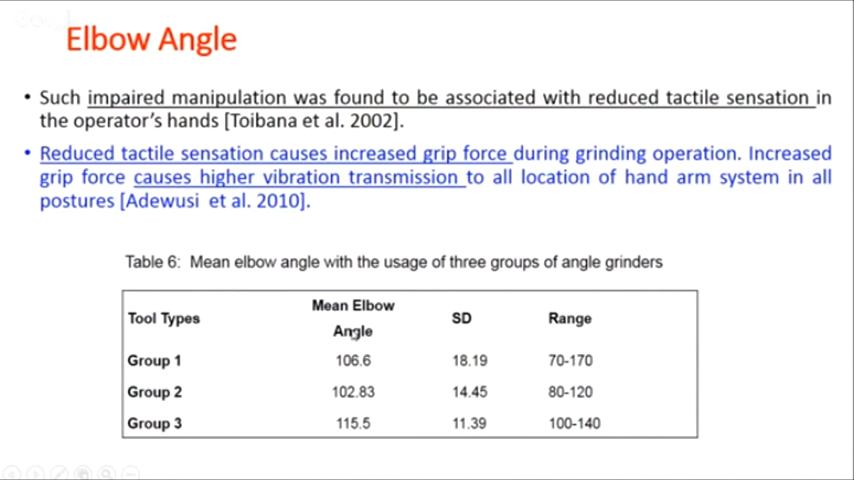 Elbow Angle
• Such impaired manipulation was found to be associated with reduced tactile sensation in
the operator's hands [Toibana et al. 2002].
• Reduced tactile sensation causes increased grip force during grinding operation. Increased
grip force causes higher vibration transmission to all location of hand arm system in all
postures [Adewusi et al. 2010].
Table 6: Mean elbow angle with the usage of three groups of angle grinders
Tool Types Mean Elbow Angle SD Range
Group 1 106.6 18.19 70-170
Group 2 102.83 14.45 80-120
Group 3 115.5 11.39 100-140